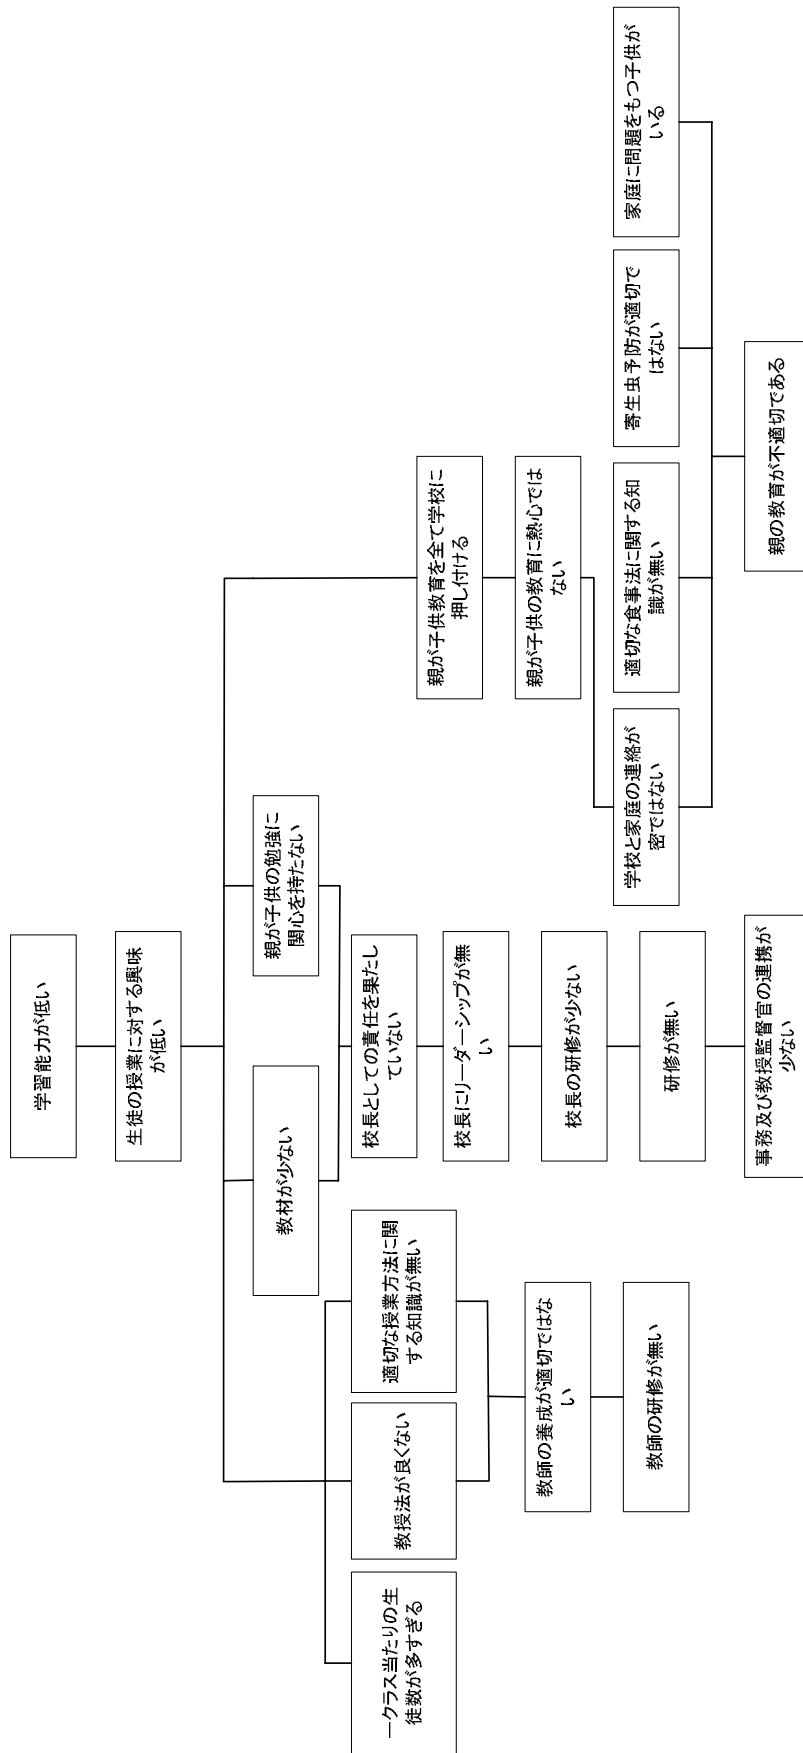 学習能力が低い
生徒の授業に対する興味
が低い
教材が少ない
親が子供の勉強に
関心を持たない
一クラス当たりの生
徒数が多すぎる
教授法が良くない
適切な授業方法に関
する知識が無い
校長としての責任を果たし
ていない
親が子供教育を全て学校に
押し付ける
校長にリーダーシップが無
い
教師の養成が適切ではな
い
校長の研修が少ない
親が子供の教育に熱心では
ない
教師の研修が無い
研修が無い
学校と家庭の連絡が
密ではない
適切な食事法に関する知
識が無い
寄生虫予防が適切で
はない
家庭に問題をもつ子供が
いる
事務及び教授監督官の連携が
少ない
親の教育が不適切である